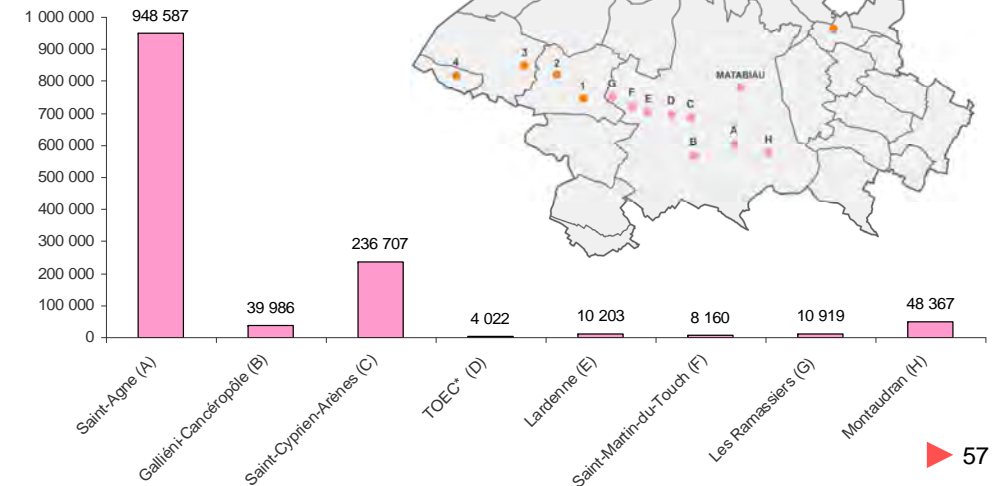 1 000 000
900 000
800 000
700 000
600 000
500 000
400 000
300 000
200 000
100 000
0
948 587
39 986
236 707
4 022
10 203
8 160
10 919
48 367
Saint-Agne (A)
Galliéni-Cancéropôle (B)
Saint-Cyprien-Arènes (C)
TOEC* (D)
Lardenne (E)
Saint-Martin-du-Touch (F)
Les Ramassiers (G)
Montaudran (H)
5
4
3
2
1
G
F
E
D
C
MATABIAU
B
A
H
57